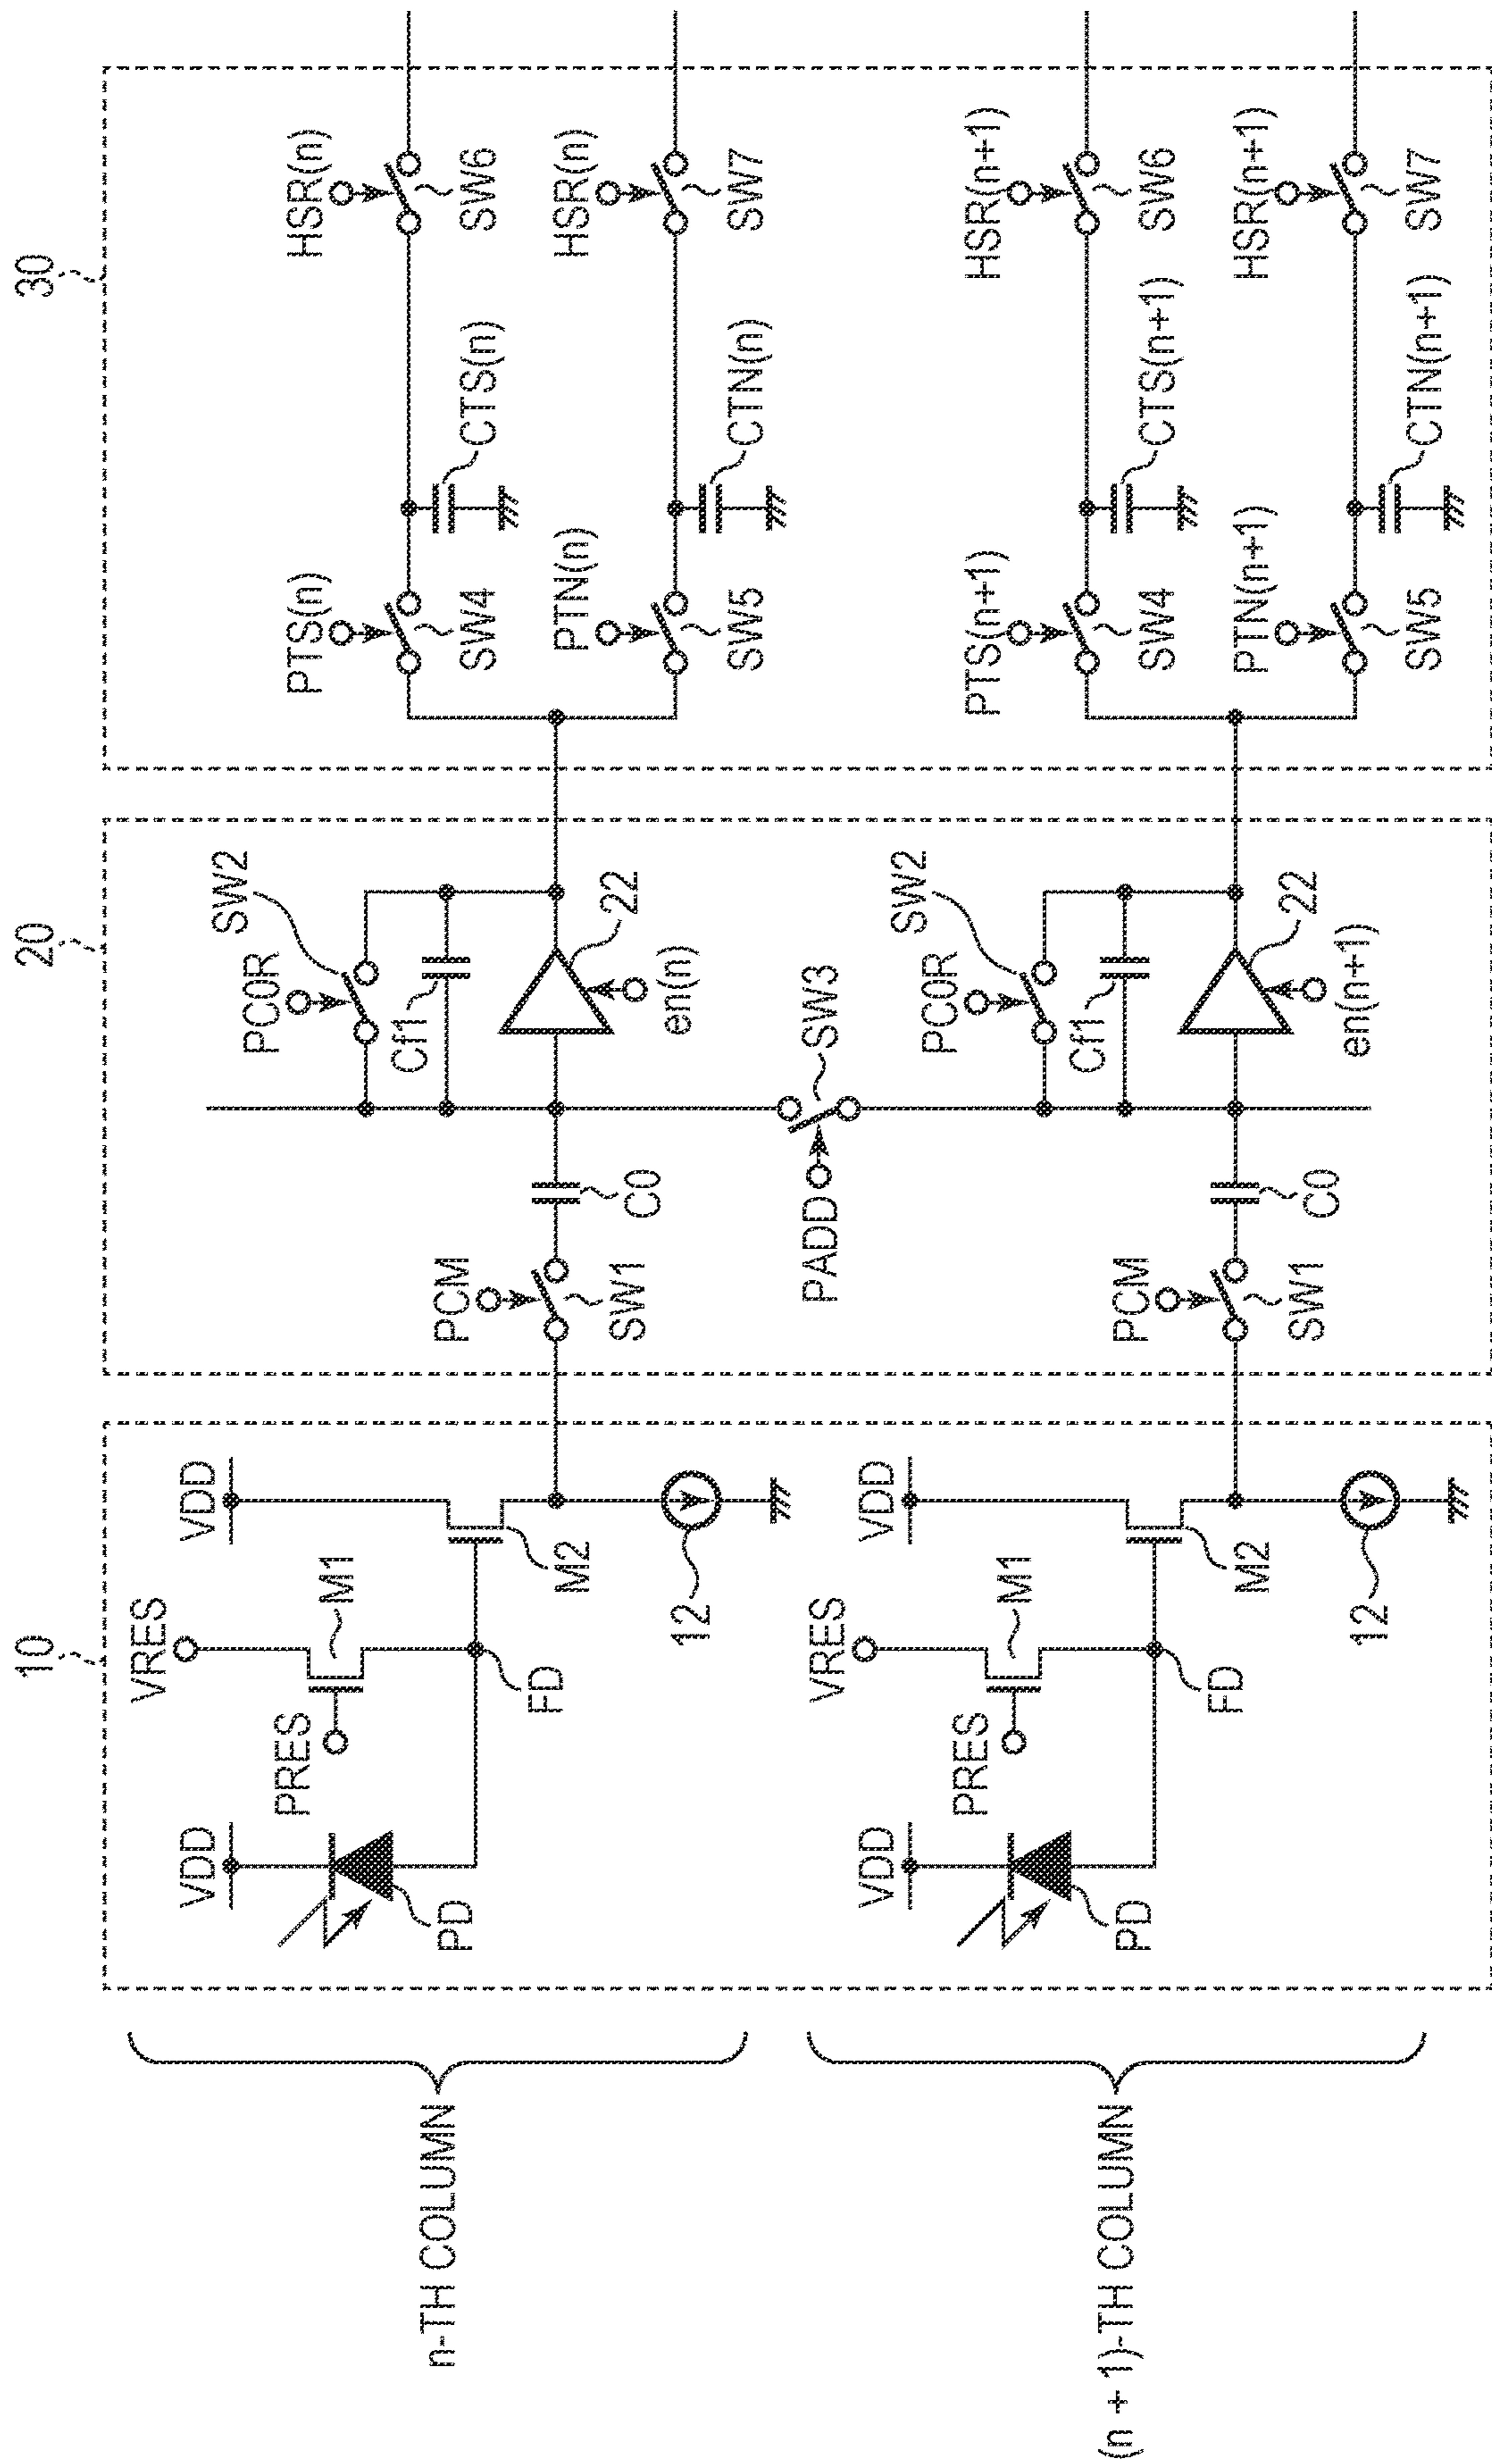 10
20
30
n-TH COLUMN
VDD
PD
PRES
VRES
M1
FD
VDD
M2
12
PCM
SW1
C0
PC0R
SW2
Cf1
22
en(n)
PTS(n)
SW4
CTS(n)
HSR(n)
SW6
PTN(n)
SW5
CTN(n)
HSR(n)
SW7
PADD
SW3
(n + 1)-TH COLUMN
VDD
PD
PRES
VRES
M1
FD
VDD
M2
12
PCM
SW1
C0
PC0R
SW2
Cf1
22
en(n+1)
PTS(n+1)
SW4
CTS(n+1)
HSR(n+1)
SW6
PTN(n+1)
SW5
CTN(n+1)
HSR(n+1)
SW7